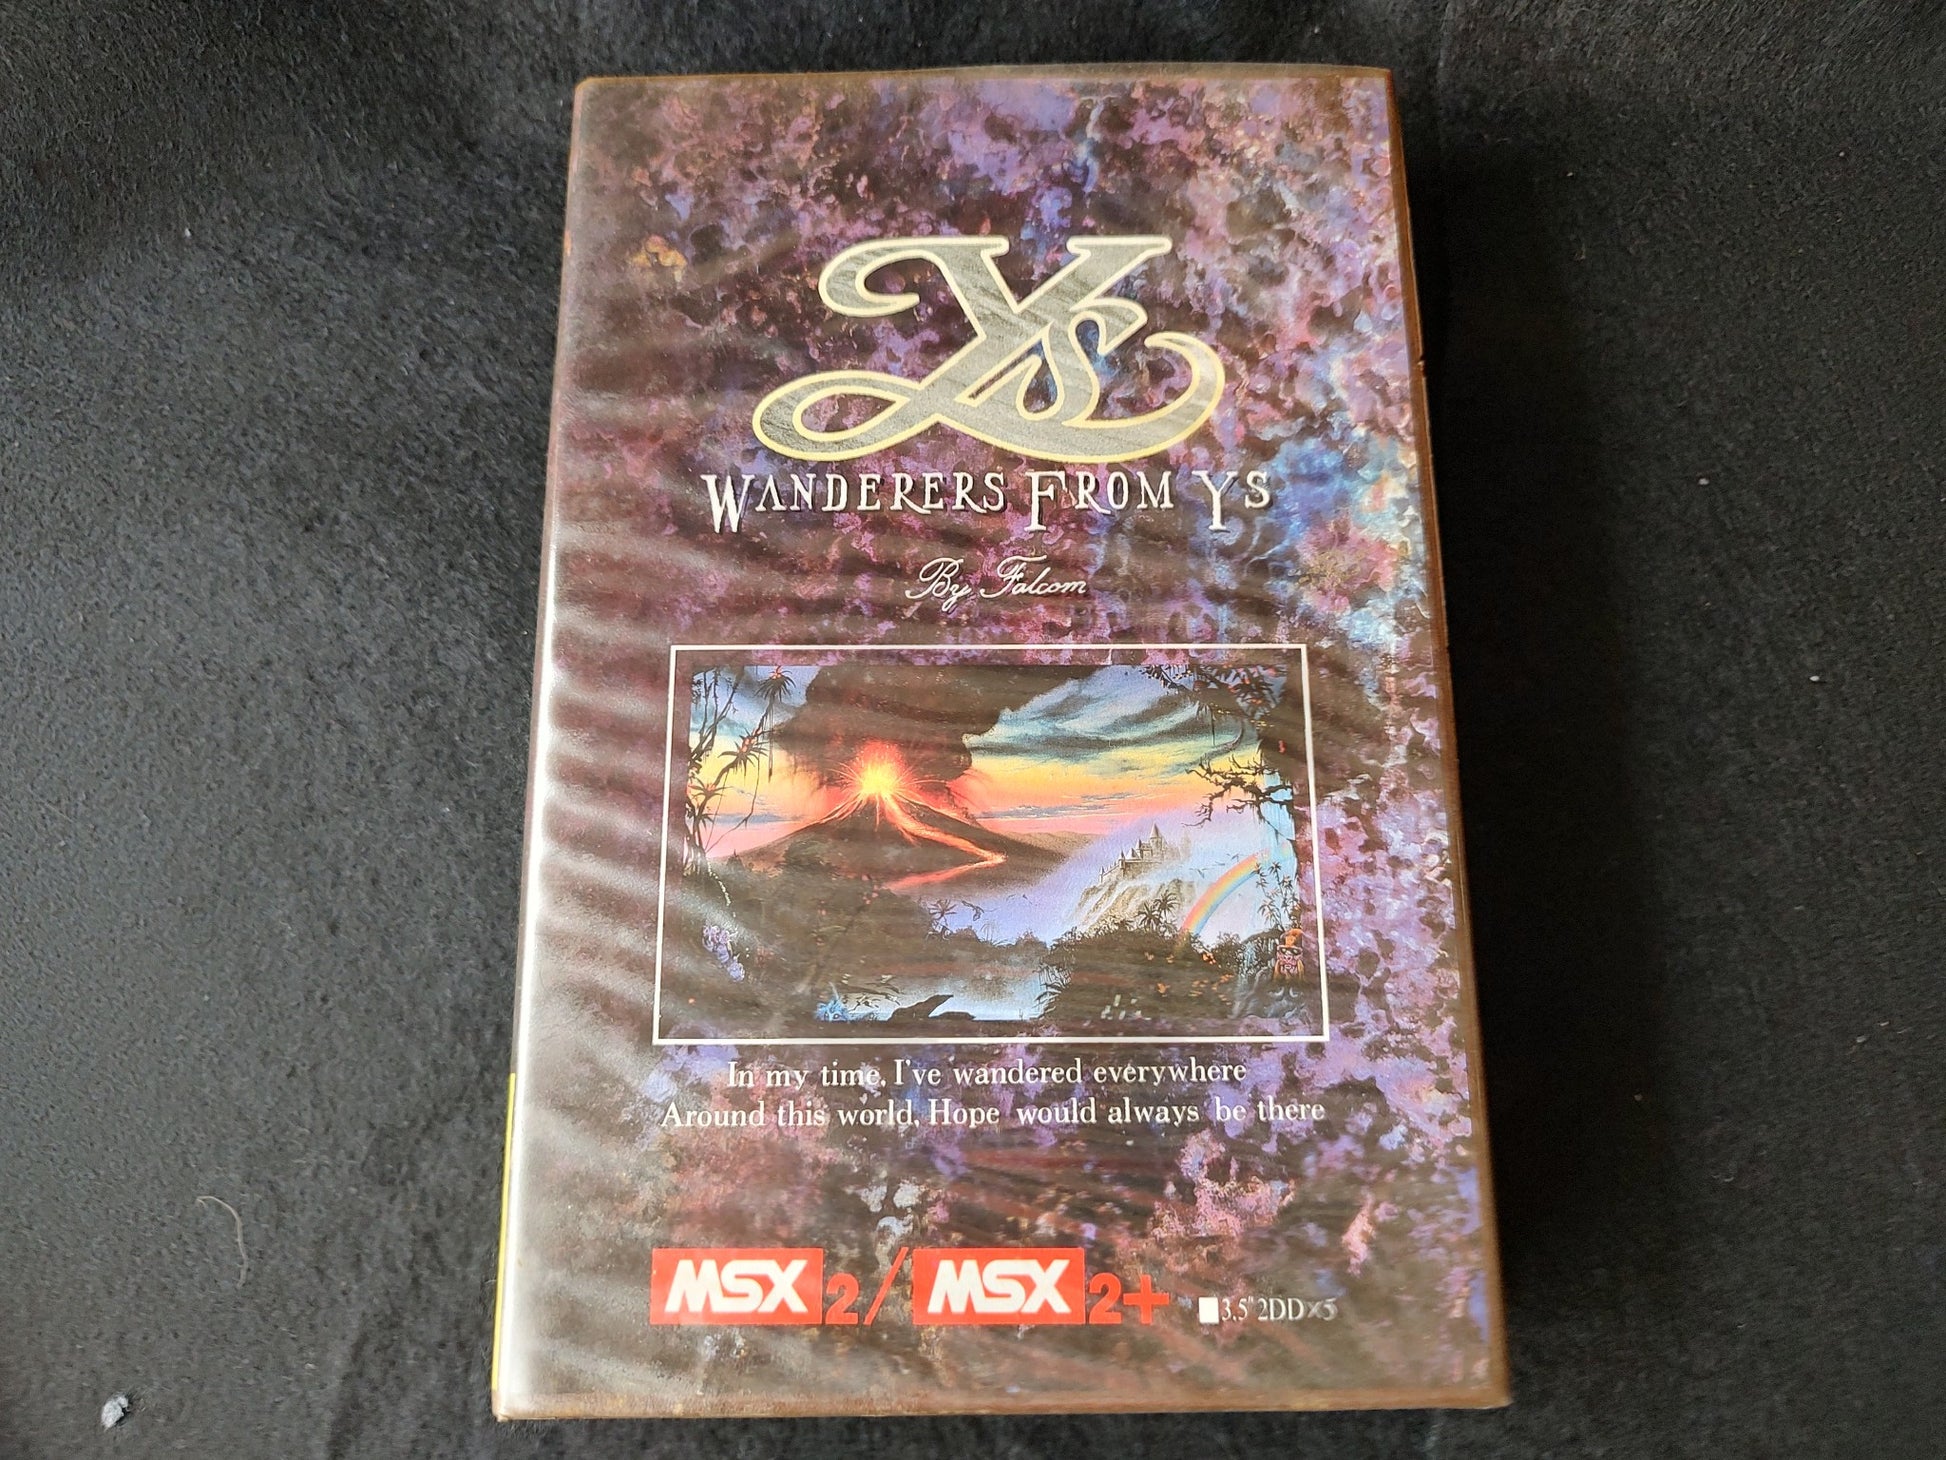 Ys
WANDERERS FROM YS
By Falcom
In my time, I've wandered everywhere
Around this world, Hope would always be there
MSX2/MSX2+ 3.5"2DD×5